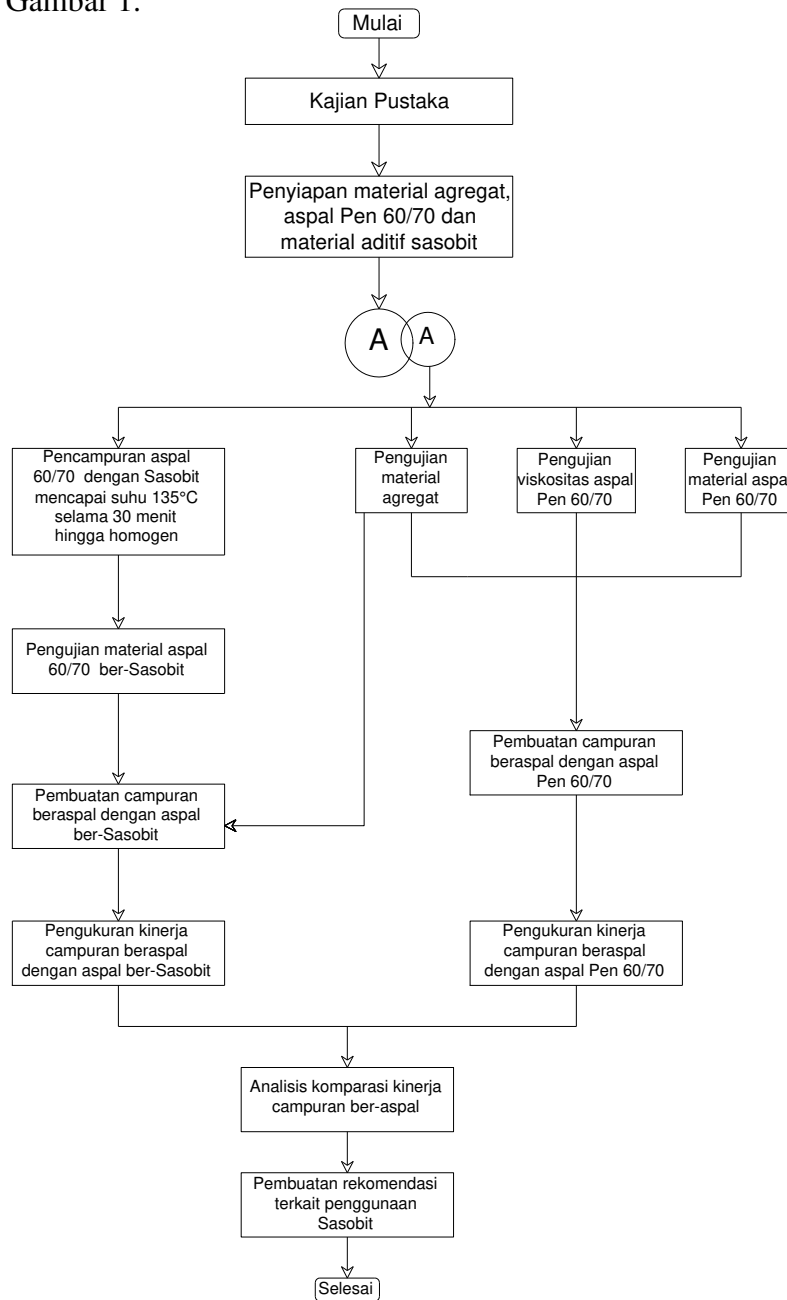 Gambar 1.
Mulai
Kajian Pustaka
Penyiapan material agregat,
aspal Pen 60/70 dan
material aditif sasobit
A
A
Pencampuran aspal
60/70 dengan Sasobit
mencapai suhu 135°C
selama 30 menit
hingga homogen
Pengujian
material
agregat
Pengujian
viskositas aspal
Pen 60/70
Pengujian
material aspal
Pen 60/70
Pengujian material aspal
60/70 ber-Sasobit
Pembuatan campuran
beraspal dengan aspal
ber-Sasobit
Pembuatan campuran
beraspal dengan aspal
Pen 60/70
Pengukuran kinerja
campuran beraspal
dengan aspal ber-Sasobit
Pengukuran kinerja
campuran beraspal
dengan aspal Pen 60/70
Analisis komparasi kinerja
campuran ber-aspal
Pembuatan rekomendasi
terkait penggunaan
Sasobit
Selesai